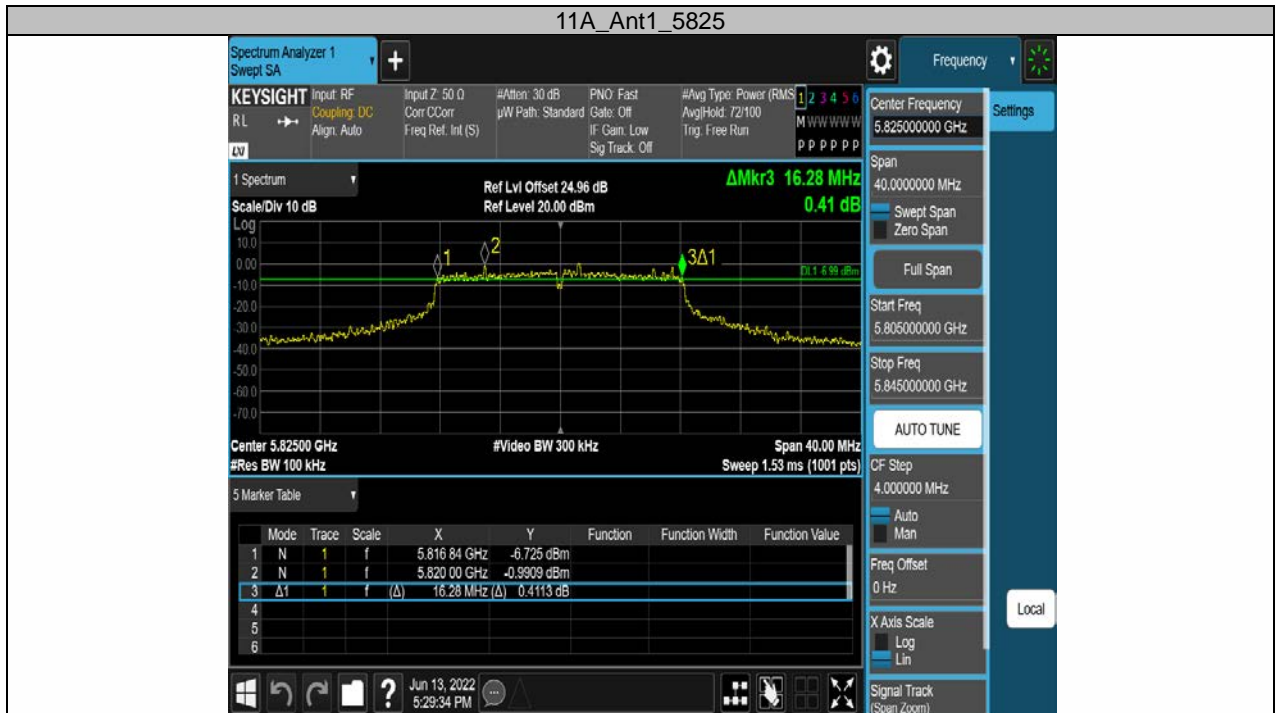 11A_Ant1_5825
Spectrum Analyzer 1
Swept SA
+
Frequency
KEYSIGHT
RL
LXI
Input: RF
Coupling: DC
Align: Auto
Input Z: 50 Ω
Corr CCorr
Freq Ref: Int (S)
#Atten: 30 dB
µW Path: Standard
PNO: Fast
Gate: Off
IF Gain: Low
Sig Track: Off
#Avg Type: Power (RMS
Avg|Hold: 72/100
Trig: Free Run
1 2 3 4 5 6
M W W W W W
P P P P P P
1 Spectrum
Scale/Div 10 dB
Ref Lvl Offset 24.96 dB
Ref Level 20.00 dBm
ΔMkr3 16.28 MHz
0.41 dB
Log
10.0
0.00
-10.0
-20.0
-30.0
-40.0
-50.0
-60.0
-70.0
1
2
3Δ1
DL1 -6.99 dBm
Center 5.82500 GHz
#Res BW 100 kHz
#Video BW 300 kHz
Span 40.00 MHz
Sweep 1.53 ms (1001 pts)
5 Marker Table
Mode Trace Scale X Y Function Function Width Function Value
1 N 1 f 5.816 84 GHz -6.725 dBm
2 N 1 f 5.820 00 GHz -0.9909 dBm
3 Δ1 1 f (Δ) 16.28 MHz (Δ) 0.4113 dB
4
5
6
Jun 13, 2022
5:29:34 PM
Center Frequency
5.825000000 GHz
Span
40.0000000 MHz
Swept Span
Zero Span
Full Span
Start Freq
5.805000000 GHz
Stop Freq
5.845000000 GHz
AUTO TUNE
CF Step
4.000000 MHz
Auto
Man
Freq Offset
0 Hz
X Axis Scale
Log
Lin
Signal Track
(Span Zoom)
Settings
Local